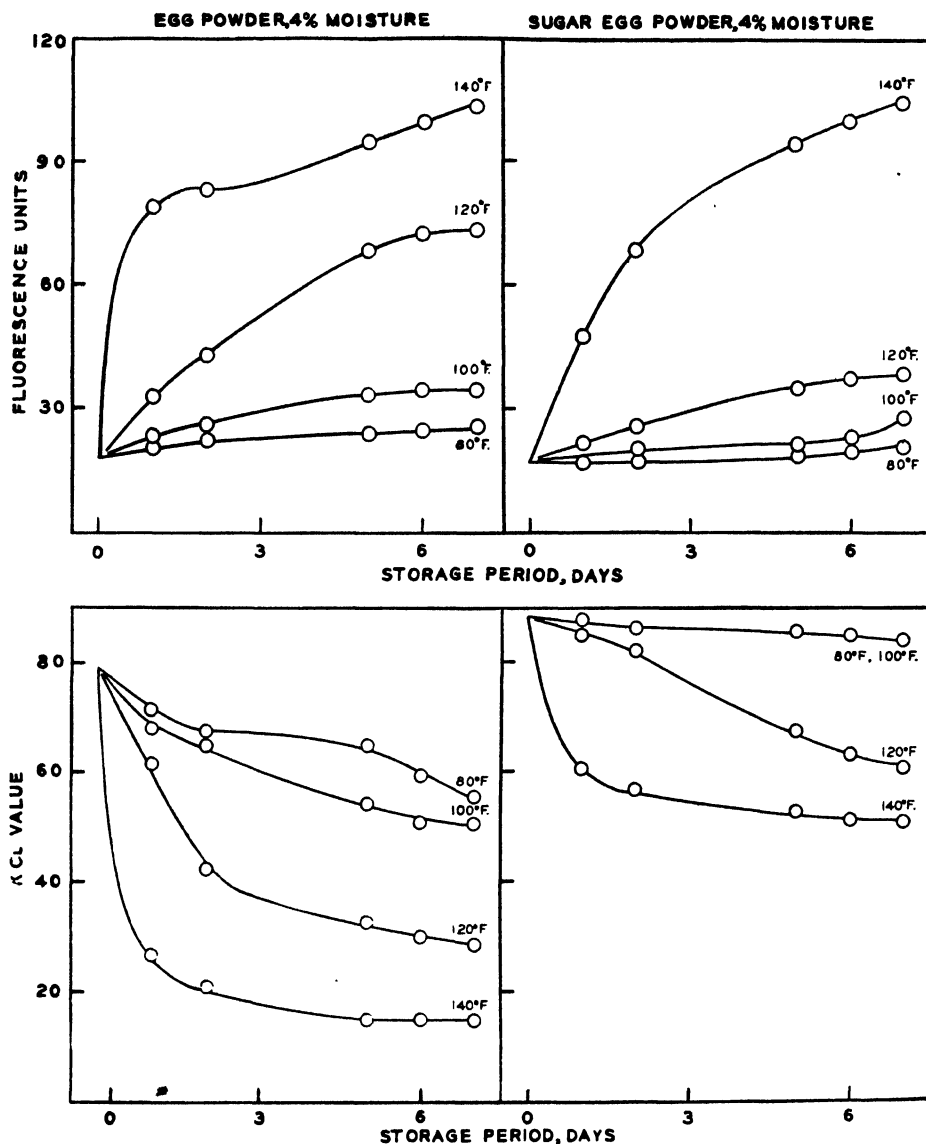 EGG POWDER, 4% MOISTURE
SUGAR EGG POWDER, 4% MOISTURE
120
90
60
30
FLUORESCENCE UNITS
140°F
120°F
100°F.
80°F.
140°F
120°F
100°F
80°F
0 3 6 0 3 6
STORAGE PERIOD, DAYS
80
60
40
20
KCL VALUE
80°F
100°F.
120°F
140°F
80°F, 100°F.
120°F
140°F.
0 3 6 0 3 6
STORAGE PERIOD, DAYS